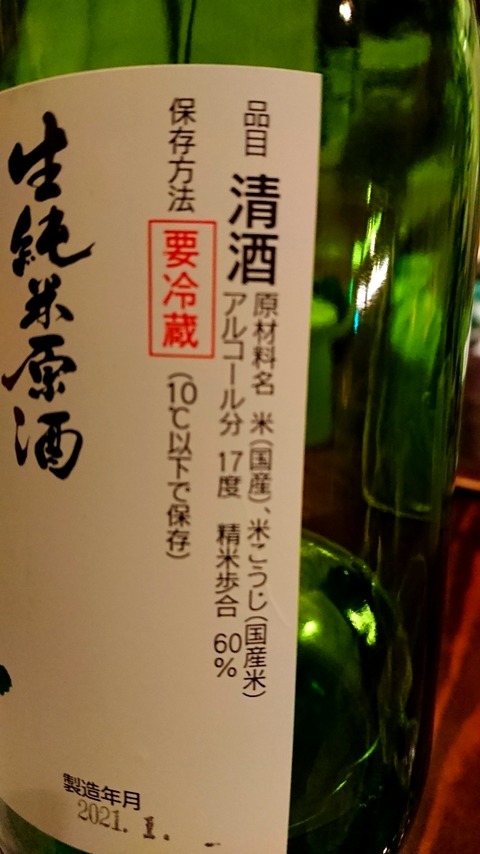 品目 清酒
原材料名 米(国産)、米こうじ(国産米)
アルコール分 17度 精米歩合 60%
保存方法 要冷蔵 (10℃以下で保存)
生純米原酒
製造年月
2021. 1.